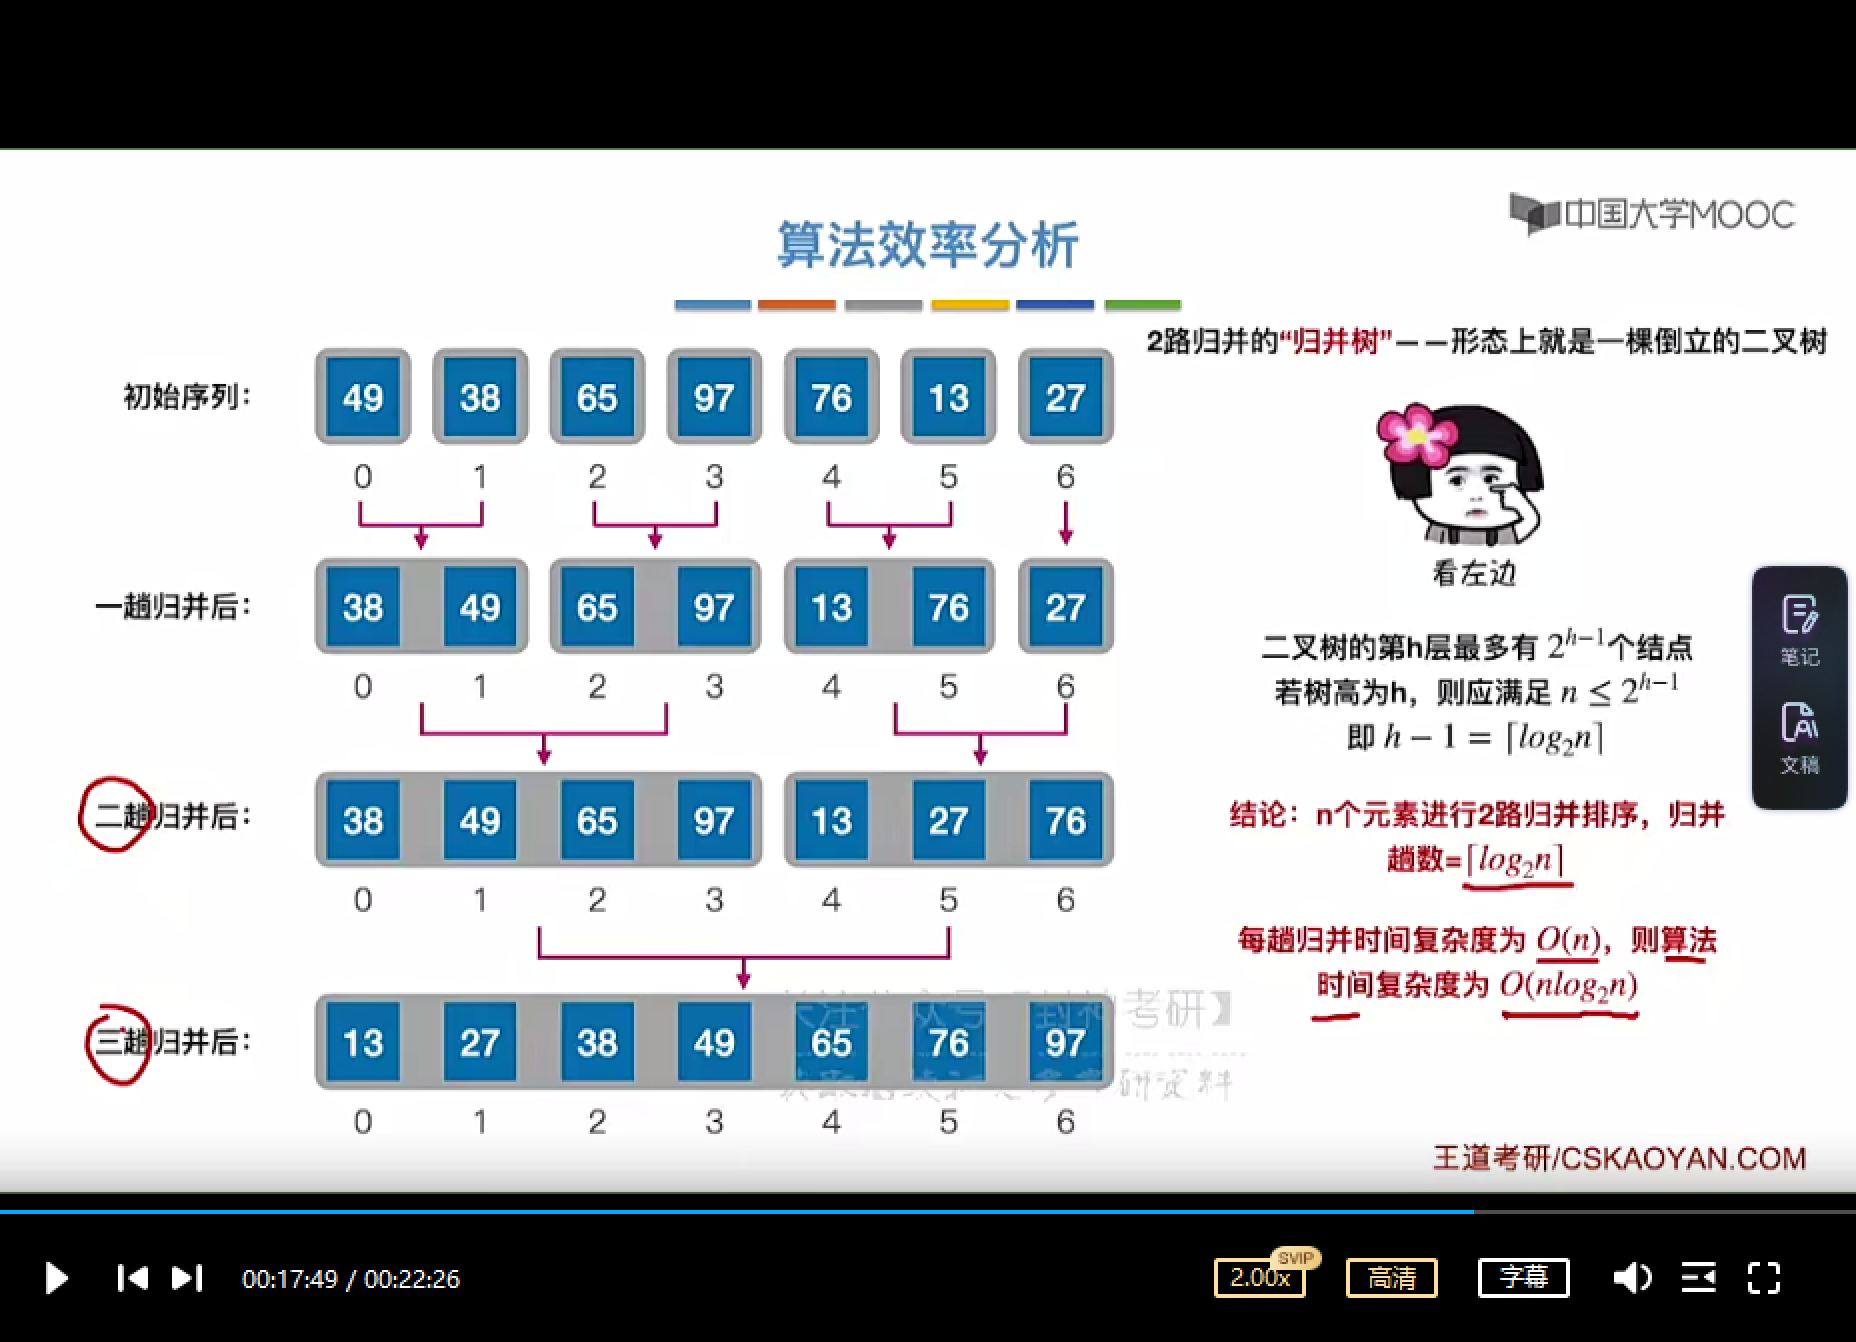 中国大学MOOC
算法效率分析
2路归并的“归并树”——形态上就是一棵倒立的二叉树
初始序列：
49 38 65 97 76 13 27
0 1 2 3 4 5 6
看左边
一趟归并后：
38 49 65 97 13 76 27
0 1 2 3 4 5 6
二叉树的第h层最多有 2^{h−1}个结点
若树高为h，则应满足 n ≤ 2^{h−1}
即 h − 1 = ⌈log₂n⌉
二趟归并后：
38 49 65 97 13 27 76
0 1 2 3 4 5 6
结论：n个元素进行2路归并排序，归并
趟数=⌈log₂n⌉
每趟归并时间复杂度为 O(n)，则算法
时间复杂度为 O(nlog₂n)
三趟归并后：
13 27 38 49 65 76 97
0 1 2 3 4 5 6
考研】
研资料
王道考研/CSKAOYAN.COM
笔记
文稿
00:17:49 / 00:22:26
SVIP
2.00x
高清
字幕